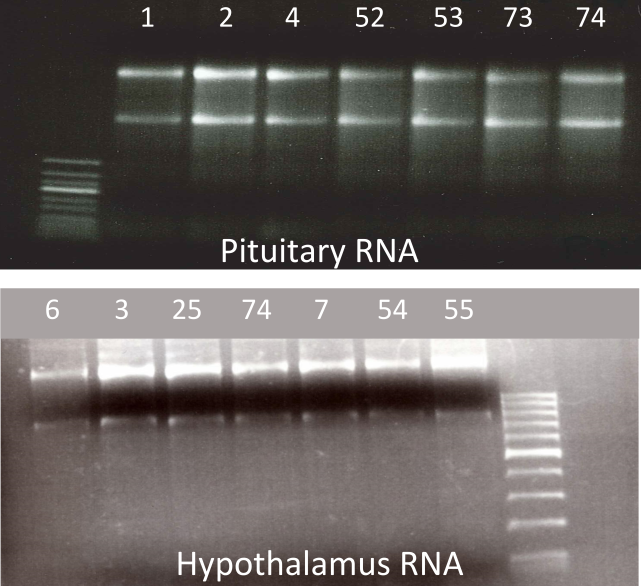 1 2 4 52 53 73 74
Pituitary RNA
6 3 25 74 7 54 55
Hypothalamus RNA